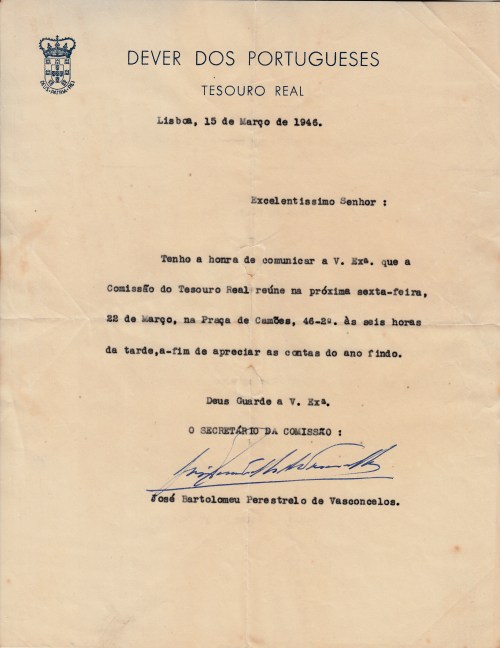 DEVER DOS PORTUGUESES
TESOURO REAL
Lisboa, 15 de Março de 1946.
Excelentissimo Senhor :
Tenho a honra de comunicar a V. Exª. que a
Comissão do Tesouro Real reúne na próxima sexta-feira,
22 de Março, na Praça de Camões, 46-2º. às seis horas
da tarde,a-fim de apreciar as contas do ano findo.
Deus Guarde a V. Exª.
O SECRETÁRIO DA COMISSÃO :
José Bartolomeu Perestrelo de Vasconcelos.